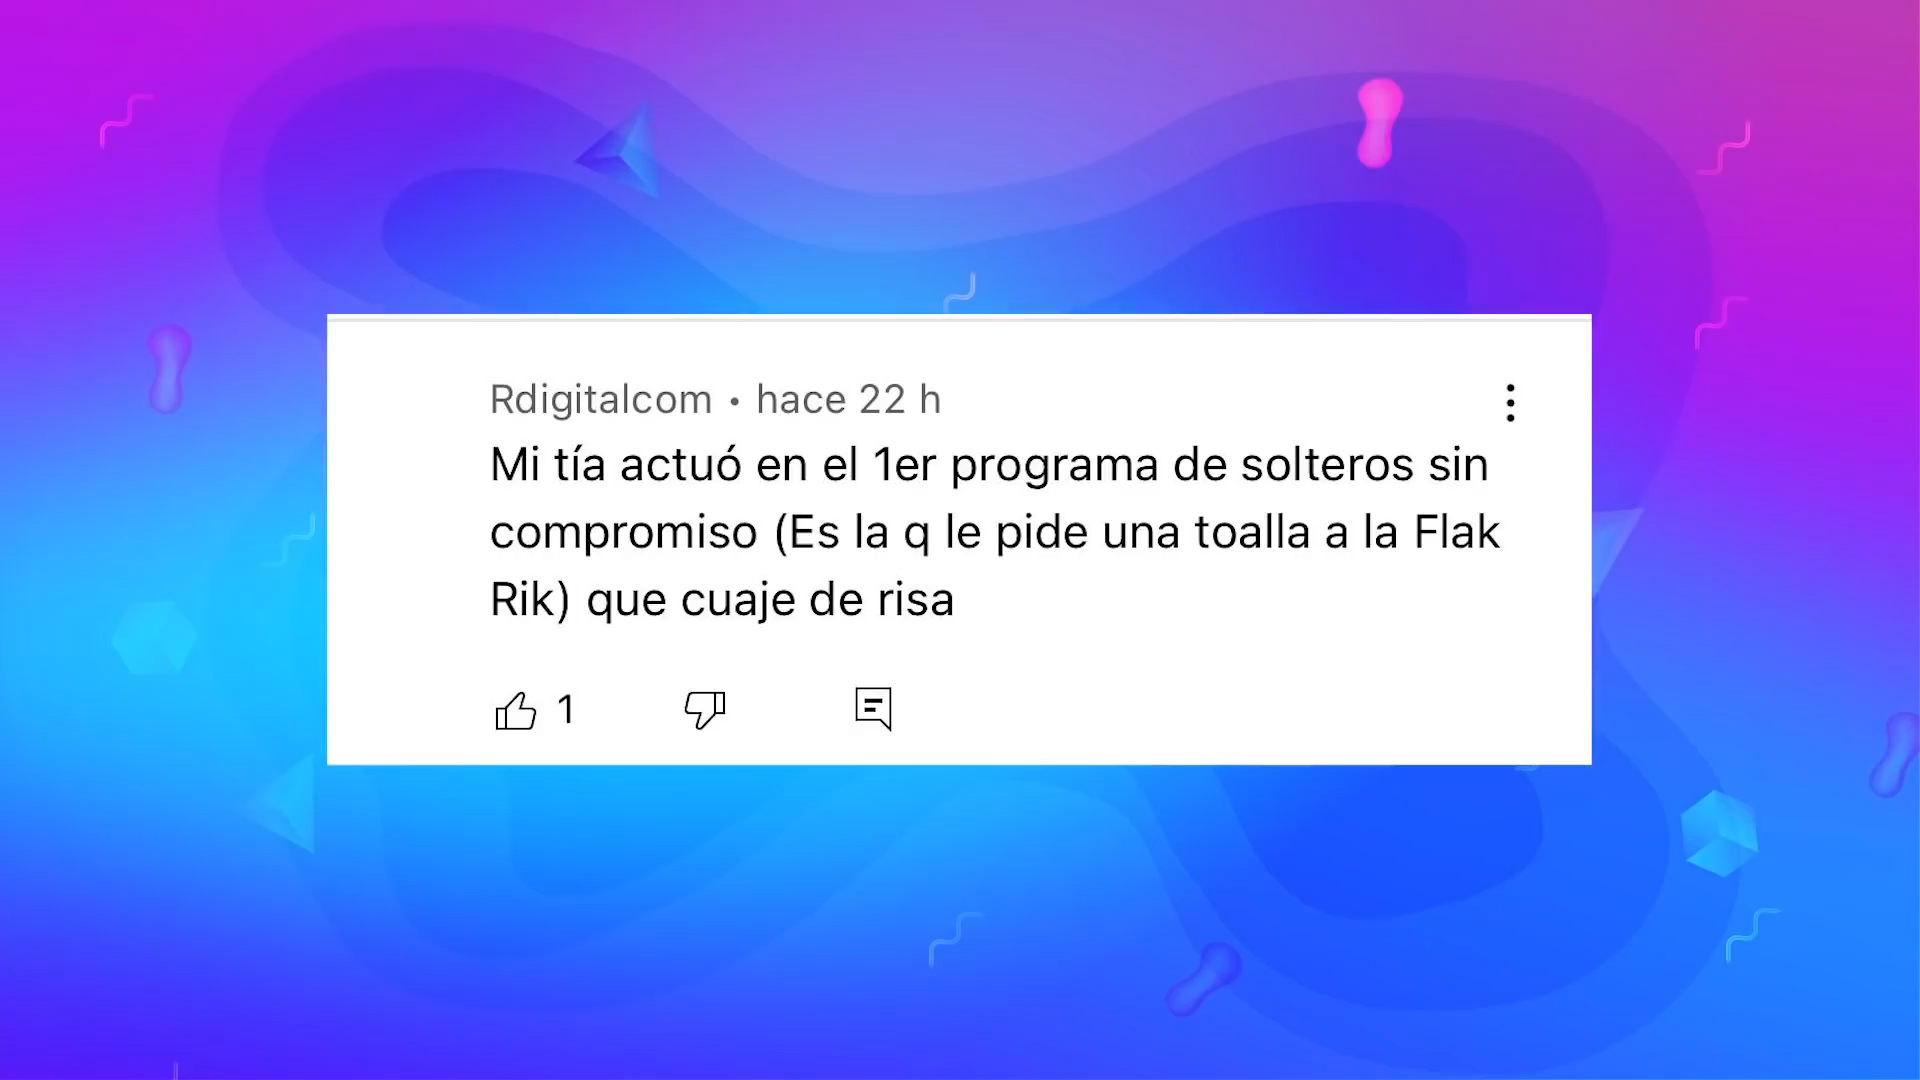 Rdigitalcom • hace 22 h
Mi tía actuó en el 1er programa de solteros sin
compromiso (Es la q le pide una toalla a la Flak
Rik) que cuaje de risa
1